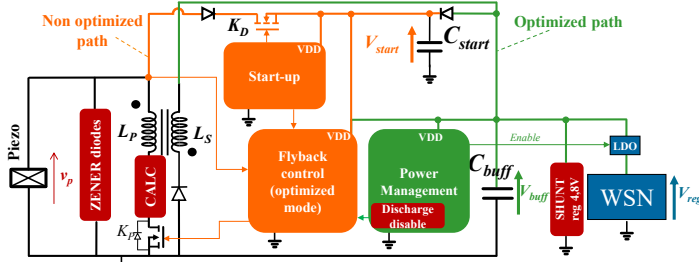 Non optimized
path
Optimized path
K_D
VDD
V_start
C_start
Start-up
Piezo
v_p
ZENER diodes
L_P
L_S
CALC
K_P
VDD
Flyback
control
(optimized
mode)
VDD
Power
Management
Discharge
disable
Enable
C_buff
V_buff
SHUNT
reg 4,8V
LDO
WSN
V_reg